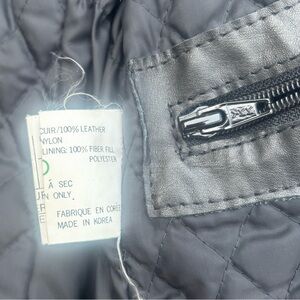 CUIR/100% LEATHER
NYLON
LINING: 100% FIBER FILL
POLYESTER
À SEC
ONLY
FABRIQUE EN CORÉE
MADE IN KOREA